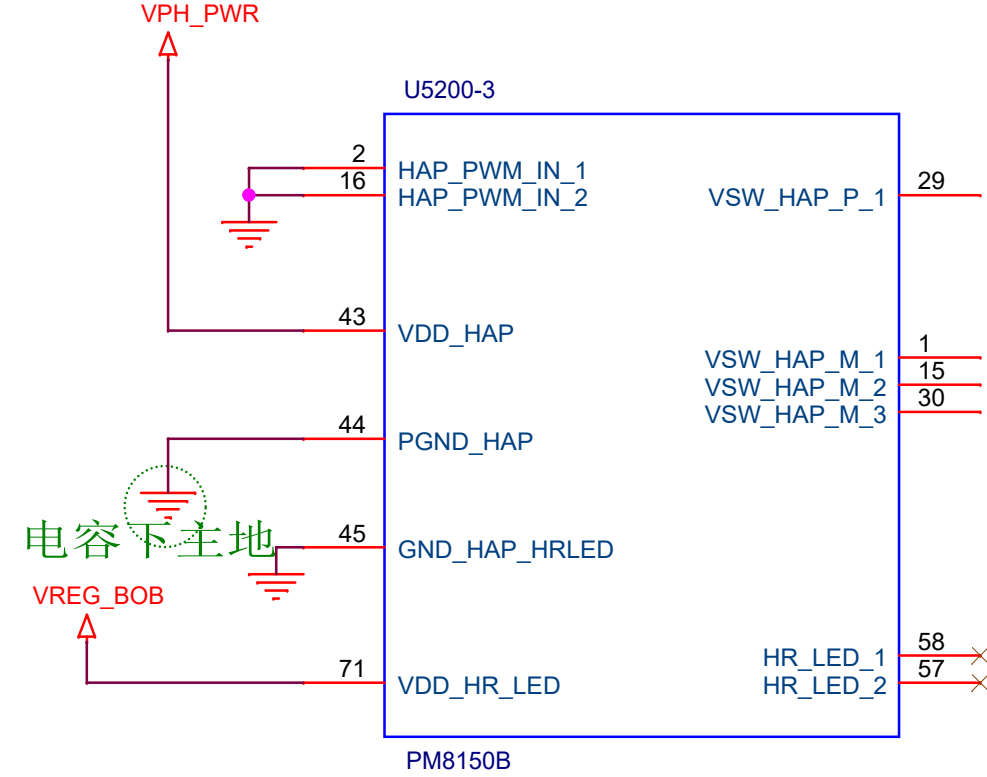 VPH_PWR
U5200-3
2 HAP_PWM_IN_1
16 HAP_PWM_IN_2
VSW_HAP_P_1 29
43 VDD_HAP
VSW_HAP_M_1 1
VSW_HAP_M_2 15
VSW_HAP_M_3 30
44 PGND_HAP
电容下主地
45 GND_HAP_HRLED
VREG_BOB
HR_LED_1 58
71 VDD_HR_LED
HR_LED_2 57
PM8150B